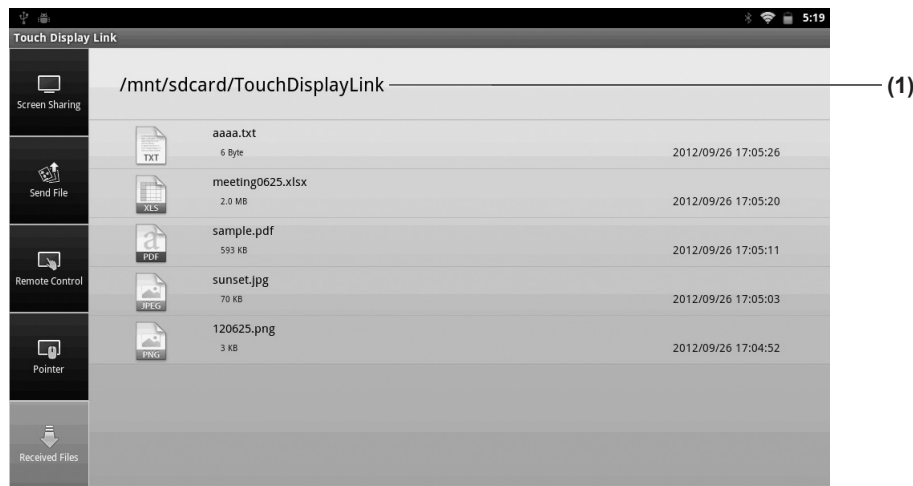 5:19
Touch Display Link
Screen Sharing
Send File
Remote Control
Pointer
Received Files
/mnt/sdcard/TouchDisplayLink
(1)
TXT
aaaa.txt
6 Byte
2012/09/26 17:05:26
XLS
meeting0625.xlsx
2.0 MB
2012/09/26 17:05:20
PDF
sample.pdf
593 KB
2012/09/26 17:05:11
JPEG
sunset.jpg
70 KB
2012/09/26 17:05:03
PNG
120625.png
3 KB
2012/09/26 17:04:52